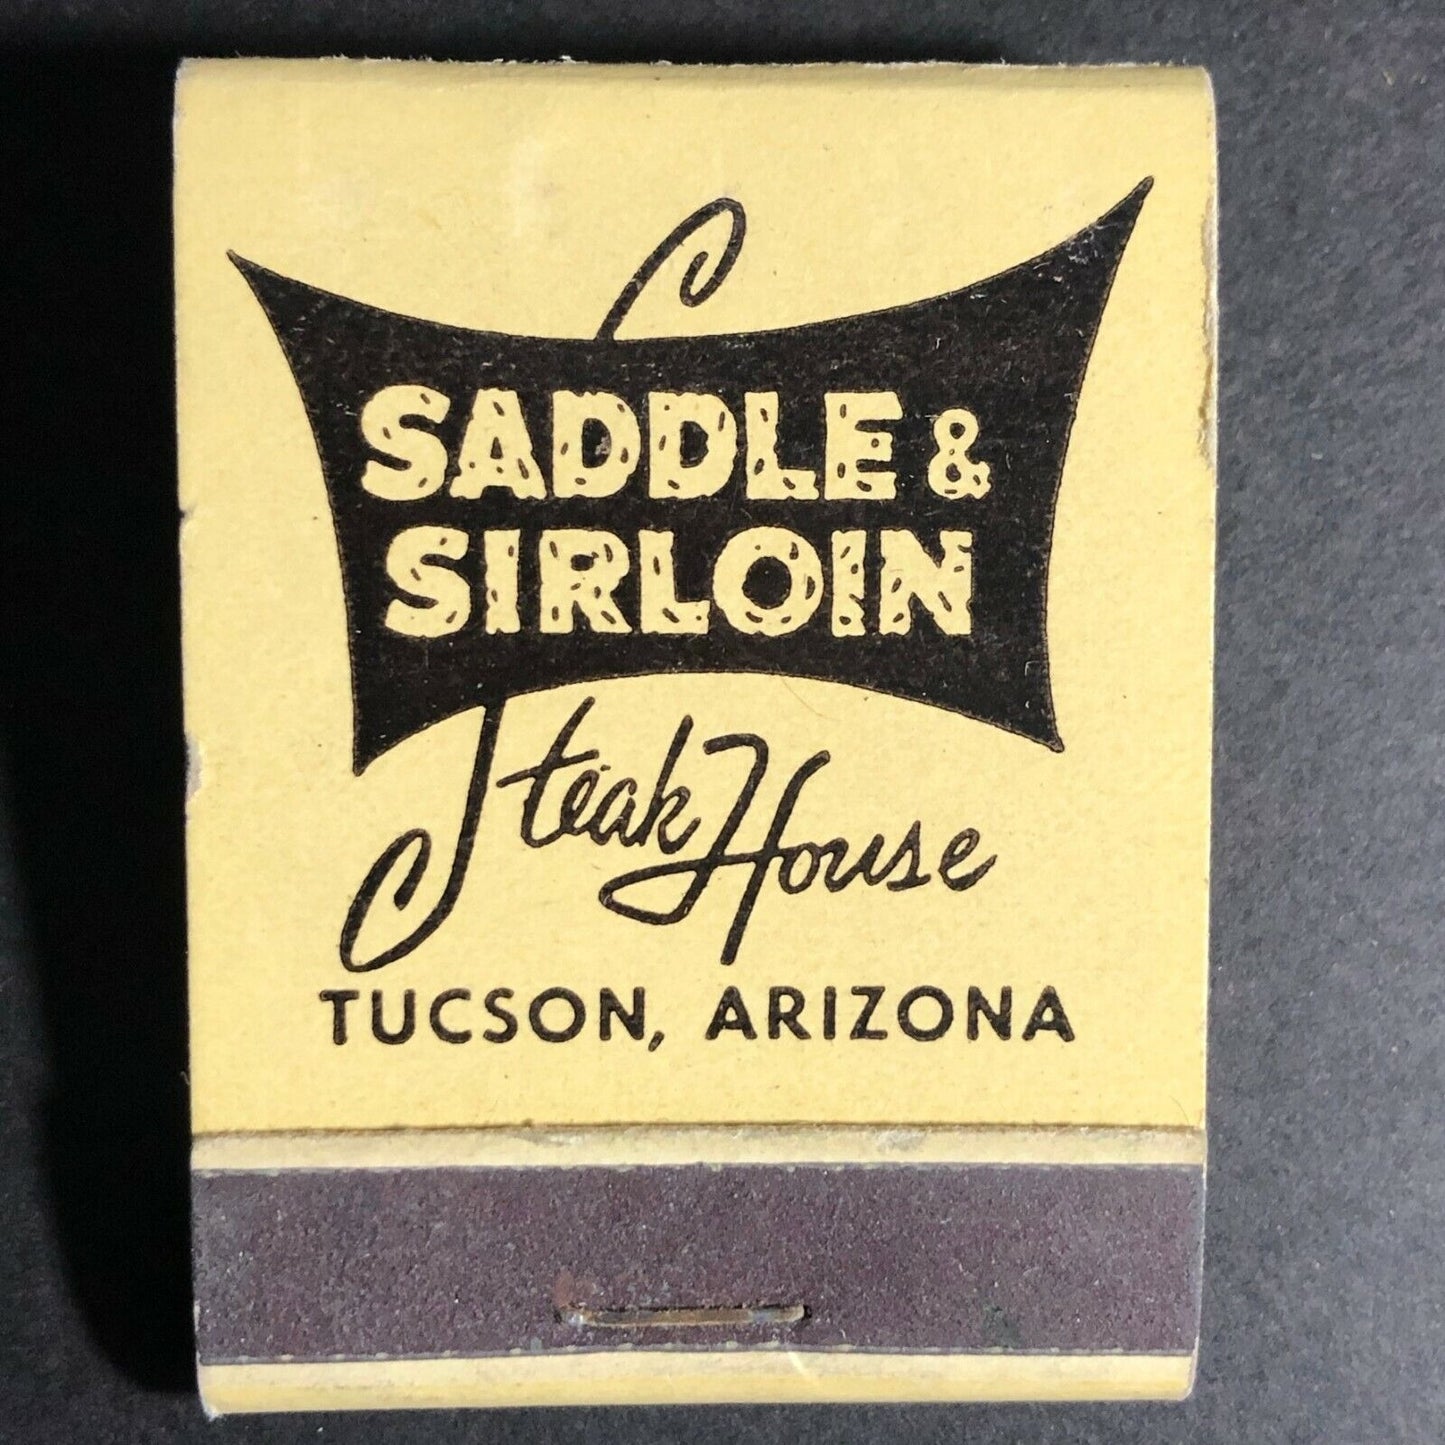 SADDLE &
SIRLOIN
Steak House
TUCSON, ARIZONA